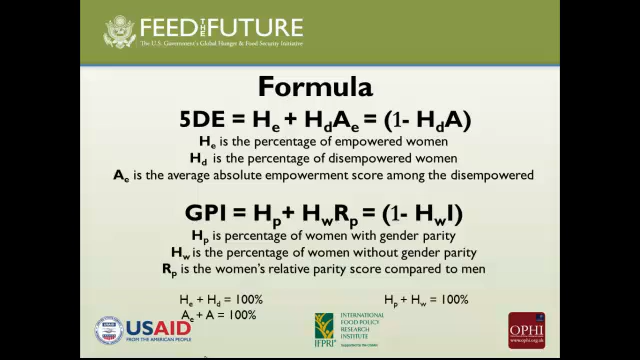 FEED THE FUTURE
The U.S. Government's Global Hunger & Food Security Initiative
Formula
5DE = He + HdAe = (1- HdA)
He is the percentage of empowered women
Hd is the percentage of disempowered women
Ae is the average absolute empowerment score among the disempowered
GPI = Hp+ HwRp = (1- HwI)
Hp is percentage of women with gender parity
Hw is the percentage of women without gender parity
Rp is the women's relative parity score compared to men
He + Hd = 100%
Hp + Hw = 100%
Ae + A = 100%
USAID
FROM THE AMERICAN PEOPLE
IFPRI
INTERNATIONAL
FOOD POLICY
RESEARCH
INSTITUTE
OPHI
www.ophi.org.uk